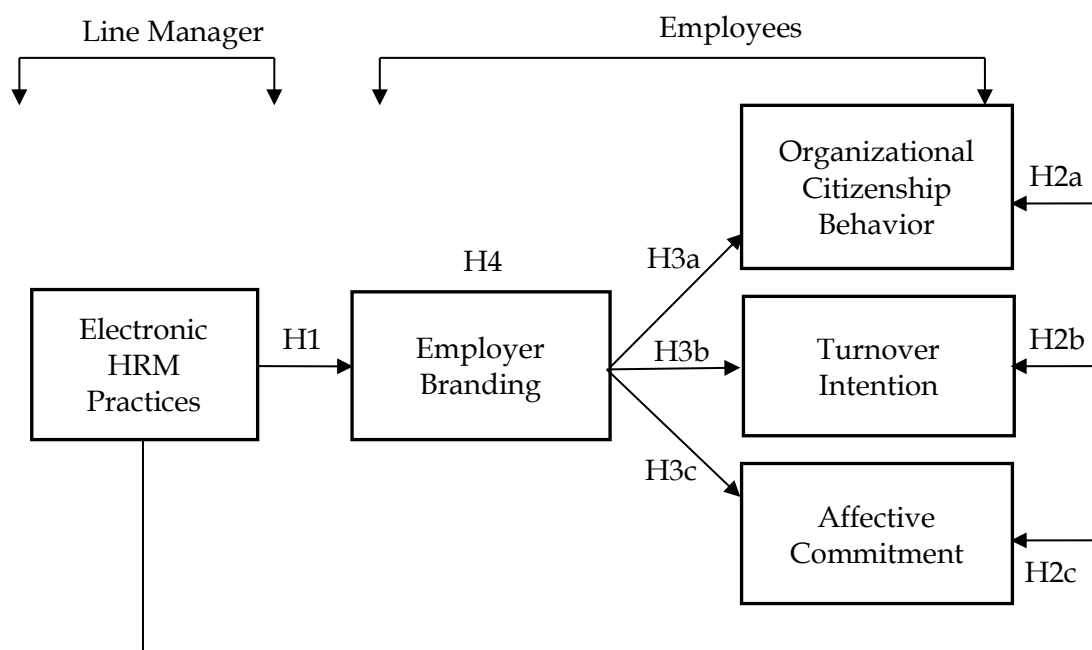 Line Manager
Employees
Organizational
Citizenship
Behavior
H2a
H3a
H4
Electronic
HRM
Practices
H1
Employer
Branding
H3b
Turnover
Intention
H2b
H3c
Affective
Commitment
H2c